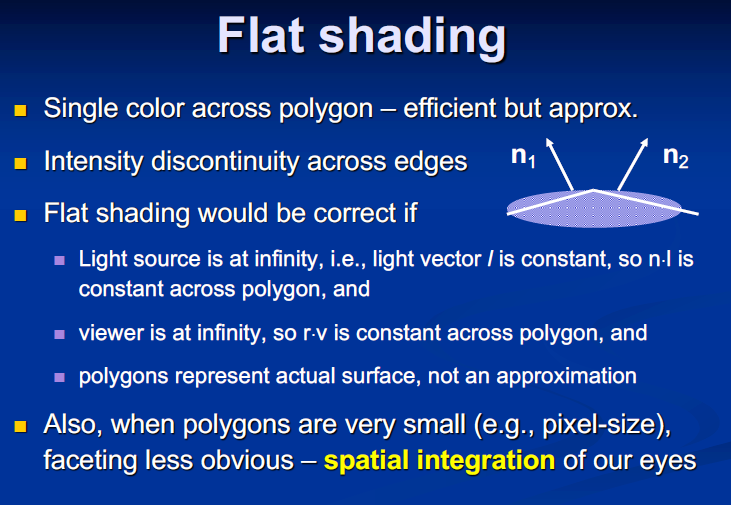 Flat shading
Single color across polygon – efficient but approx.
Intensity discontinuity across edges
n1
n2
Flat shading would be correct if
Light source is at infinity, i.e., light vector l is constant, so n·l is
constant across polygon, and
viewer is at infinity, so r·v is constant across polygon, and
polygons represent actual surface, not an approximation
Also, when polygons are very small (e.g., pixel-size),
faceting less obvious – spatial integration of our eyes